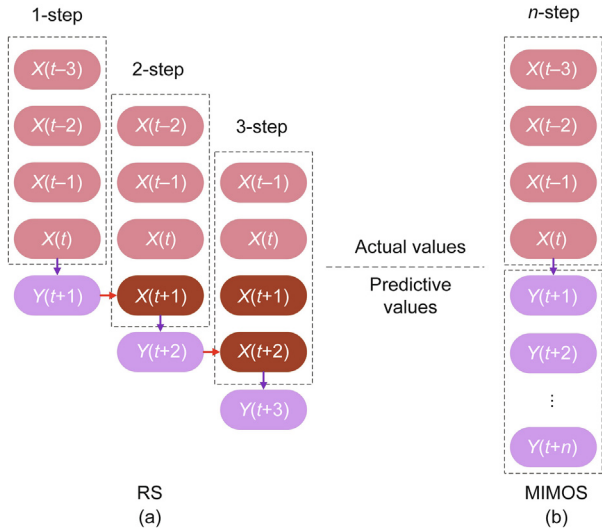 1-step
X(t–3)
X(t–2)
X(t–1)
X(t)
Y(t+1)
2-step
X(t–2)
X(t–1)
X(t)
X(t+1)
Y(t+2)
3-step
X(t–1)
X(t)
X(t+1)
X(t+2)
Y(t+3)
RS
(a)
Actual values
Predictive
values
n-step
X(t–3)
X(t–2)
X(t–1)
X(t)
Y(t+1)
Y(t+2)
⋮
Y(t+n)
MIMOS
(b)